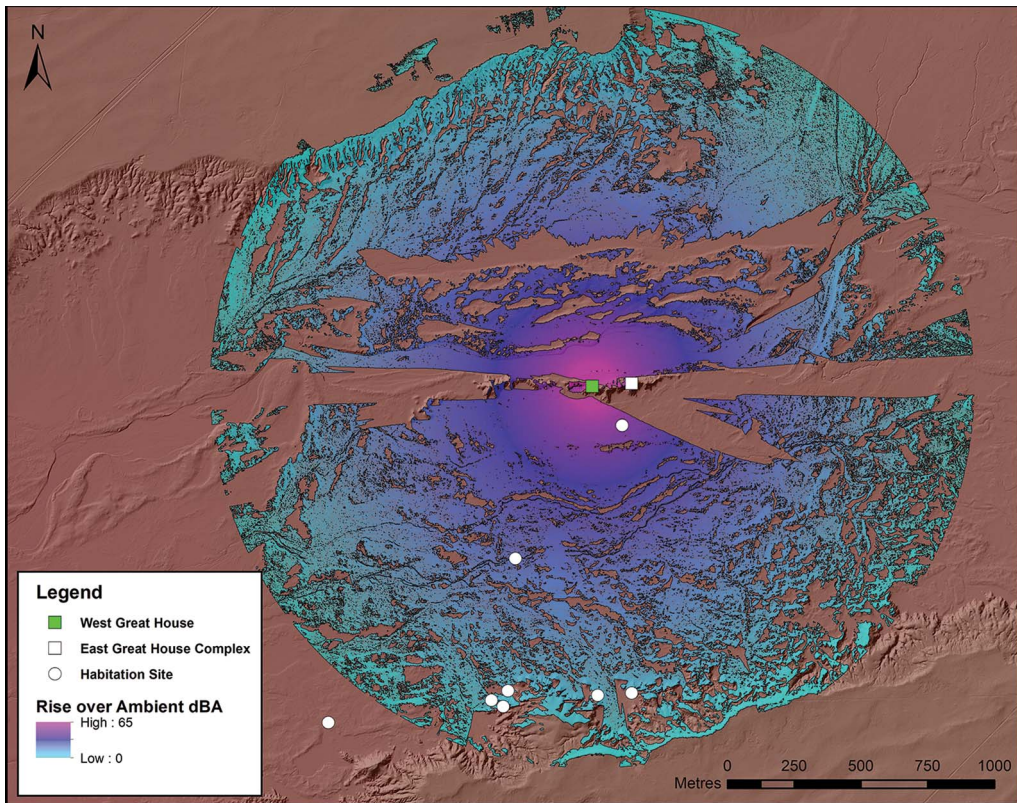 N
Legend
West Great House
East Great House Complex
Habitation Site
Rise over Ambient dBA
High : 65
Low : 0
Metres
0 250 500 750 1000